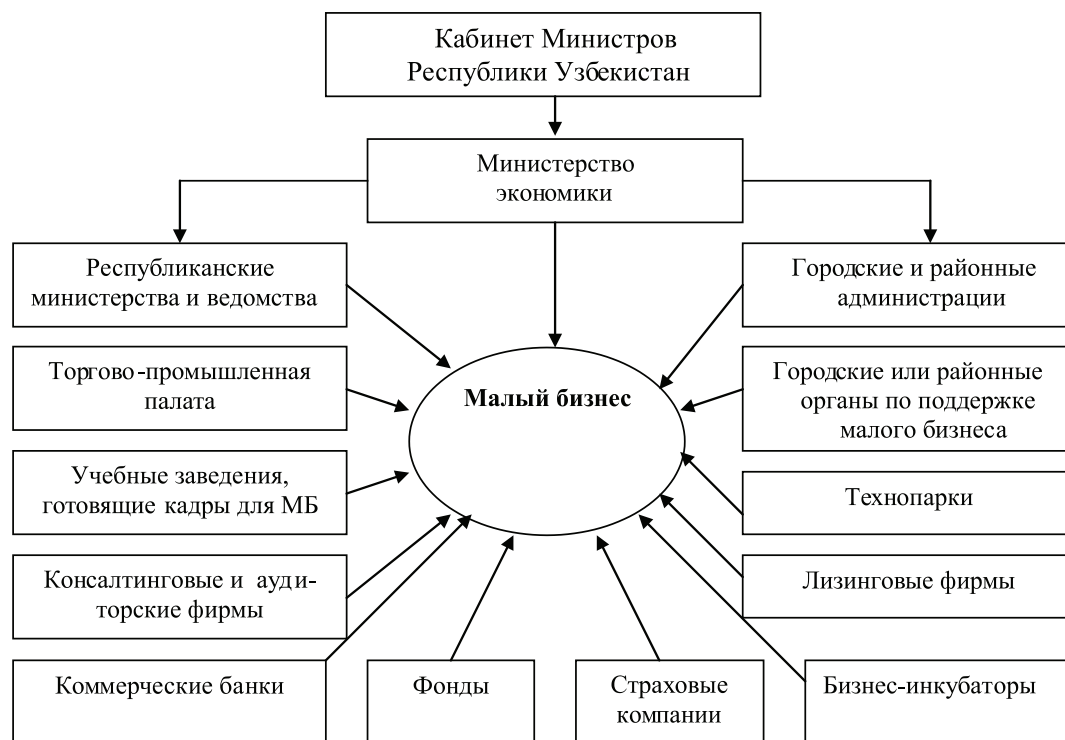 Кабинет Министров
Республики Узбекистан
Министерство
экономики
Республиканские
министерства и ведомства
Городские и районные
администрации
Торгово-промышленная
палата
Малый бизнес
Городские или районные
органы по поддержке
малого бизнеса
Учебные заведения,
готовящие кадры для МБ
Технопарки
Консалтинговые и ауди-
торские фирмы
Лизинговые фирмы
Коммерческие банки
Фонды
Страховые
компании
Бизнес-инкубаторы